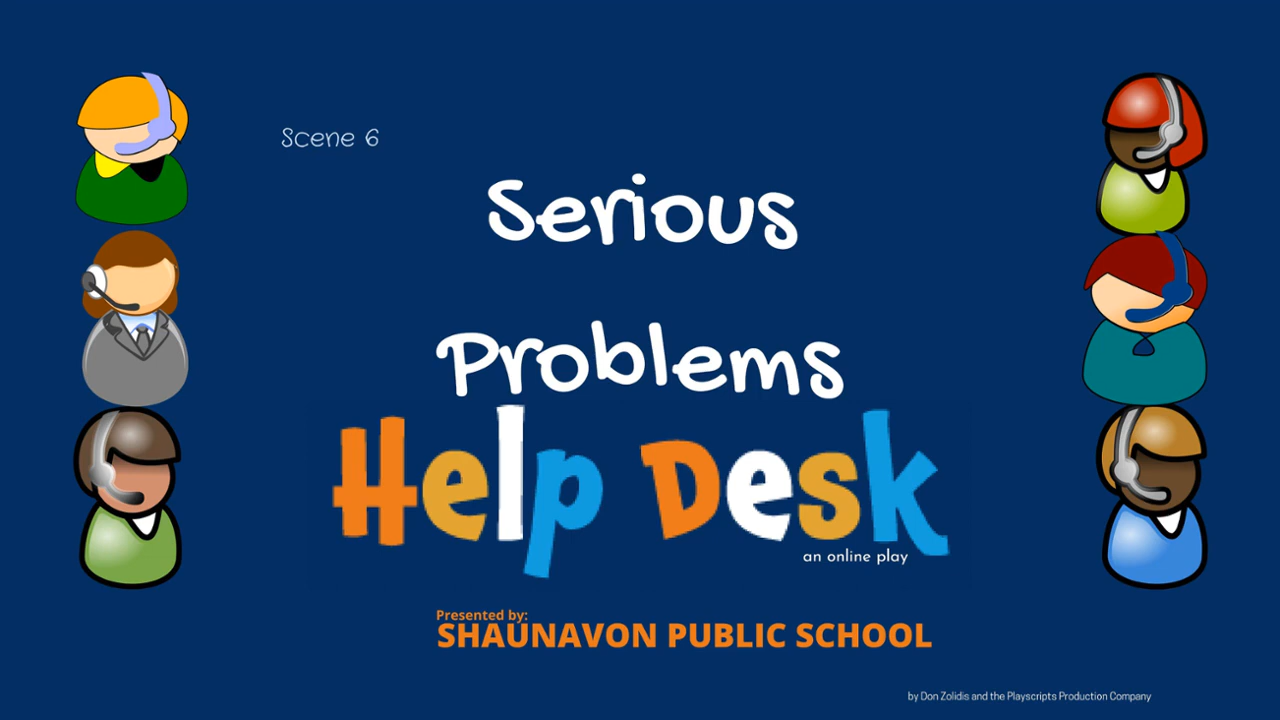 Scene 6
Serious
Problems
Help Desk
an online play
Presented by:
SHAUNAVON PUBLIC SCHOOL
by Don Zolidis and the Playscripts Production Company